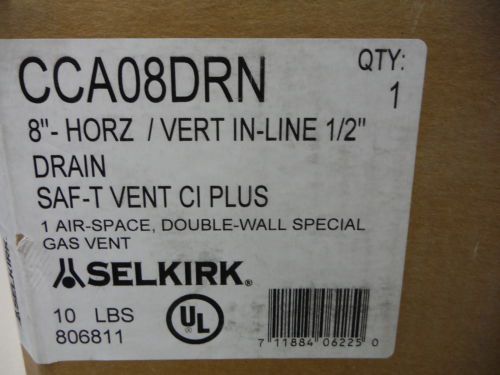 CCA08DRN
QTY:
1
8"- HORZ / VERT IN-LINE 1/2"
DRAIN
SAF-T VENT CI PLUS
1 AIR-SPACE, DOUBLE-WALL SPECIAL
GAS VENT
SELKIRK®
10 LBS
806811
UL
7 11884 06225 0